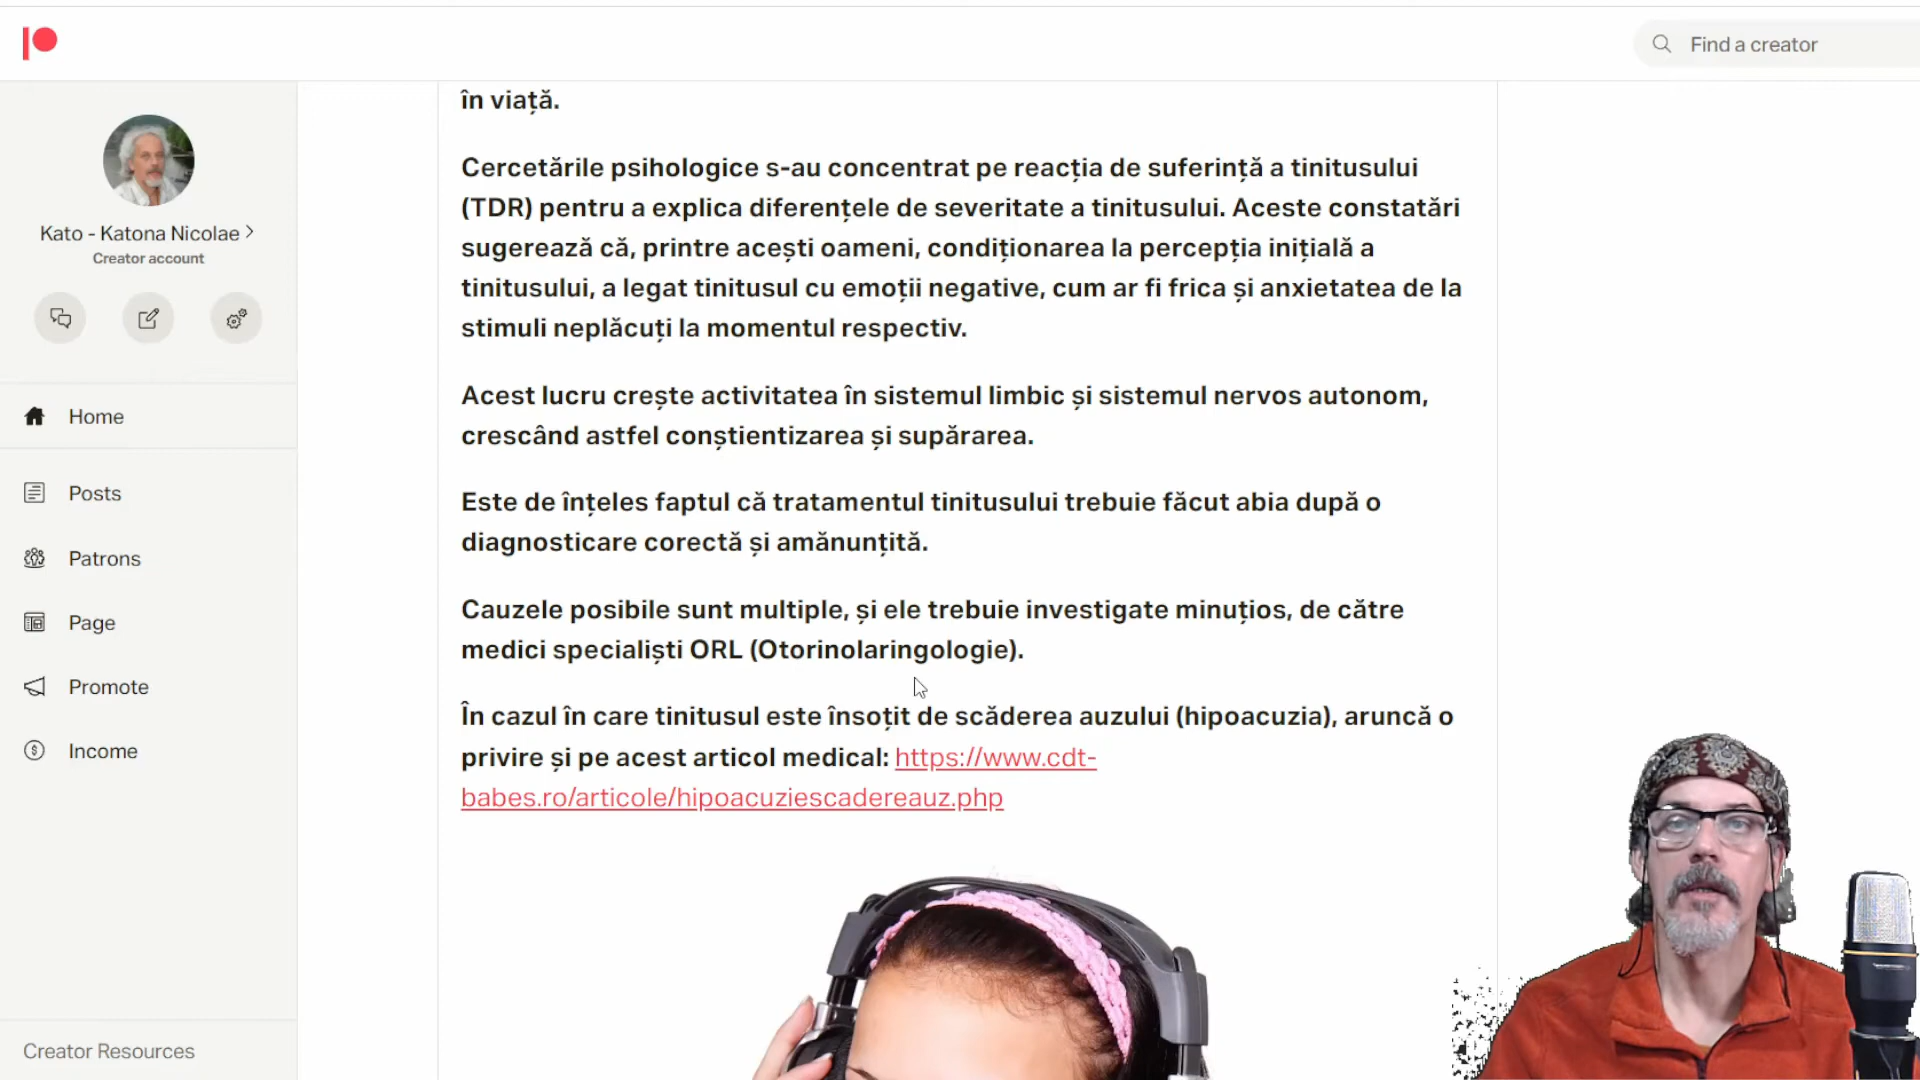 Find a creator
Kato - Katona Nicolae
Creator account
Home
Posts
Patrons
Page
Promote
Income
Creator Resources
în viață.
Cercetările psihologice s-au concentrat pe reacția de suferință a tinitusului
(TDR) pentru a explica diferențele de severitate a tinitusului. Aceste constatări
sugerează că, printre acești oameni, condiționarea la percepția inițială a
tinitusului, a legat tinitusul cu emoții negative, cum ar fi frica și anxietatea de la
stimuli neplăcuți la momentul respectiv.
Acest lucru crește activitatea în sistemul limbic și sistemul nervos autonom,
crescând astfel conștientizarea și supărarea.
Este de înțeles faptul că tratamentul tinitusului trebuie făcut abia după o
diagnosticare corectă și amănunțită.
Cauzele posibile sunt multiple, și ele trebuie investigate minuțios, de către
medici specialiști ORL (Otorinolaringologie).
În cazul în care tinitusul este însoțit de scăderea auzului (hipoacuzia), aruncă o
privire și pe acest articol medical: https://www.cdt-
babes.ro/articole/hipoacuziescadereauz.php